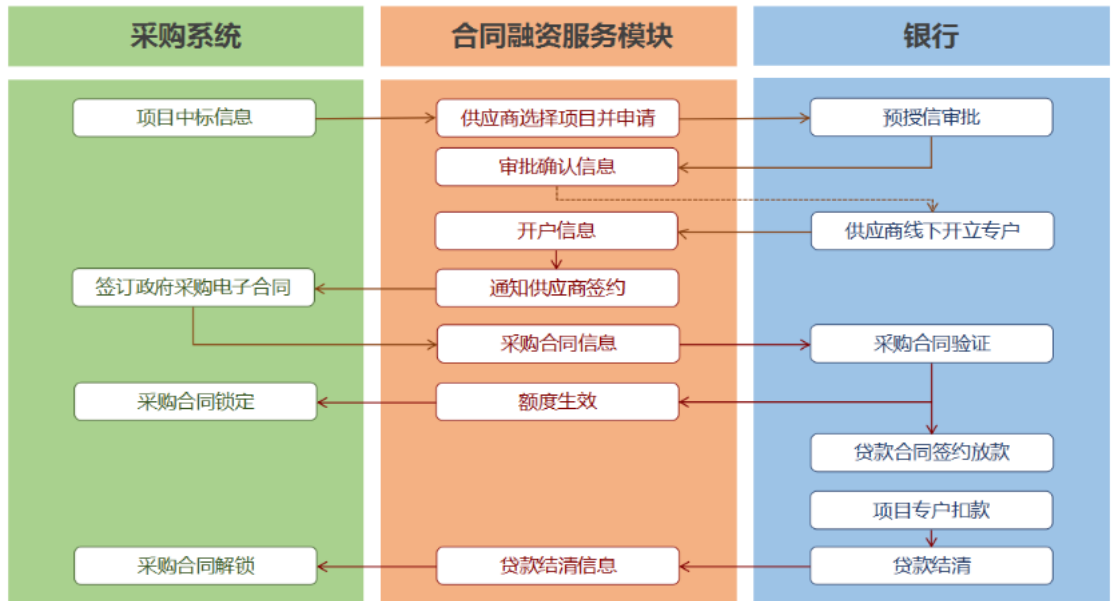 采购系统
合同融资服务模块
银行
项目中标信息
供应商选择项目并申请
预授信审批
审批确认信息
开户信息
供应商线下开立专户
签订政府采购电子合同
通知供应商签约
采购合同信息
采购合同验证
采购合同锁定
额度生效
贷款合同签约放款
项目专户扣款
采购合同解锁
贷款结清信息
贷款结清